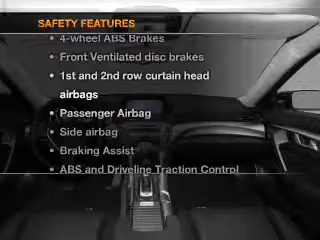 SAFETY FEATURES
• 4-wheel ABS Brakes
• Front Ventilated disc brakes
• 1st and 2nd row curtain head
airbags
• Passenger Airbag
• Side airbag
• Braking Assist
• ABS and Driveline Traction Control